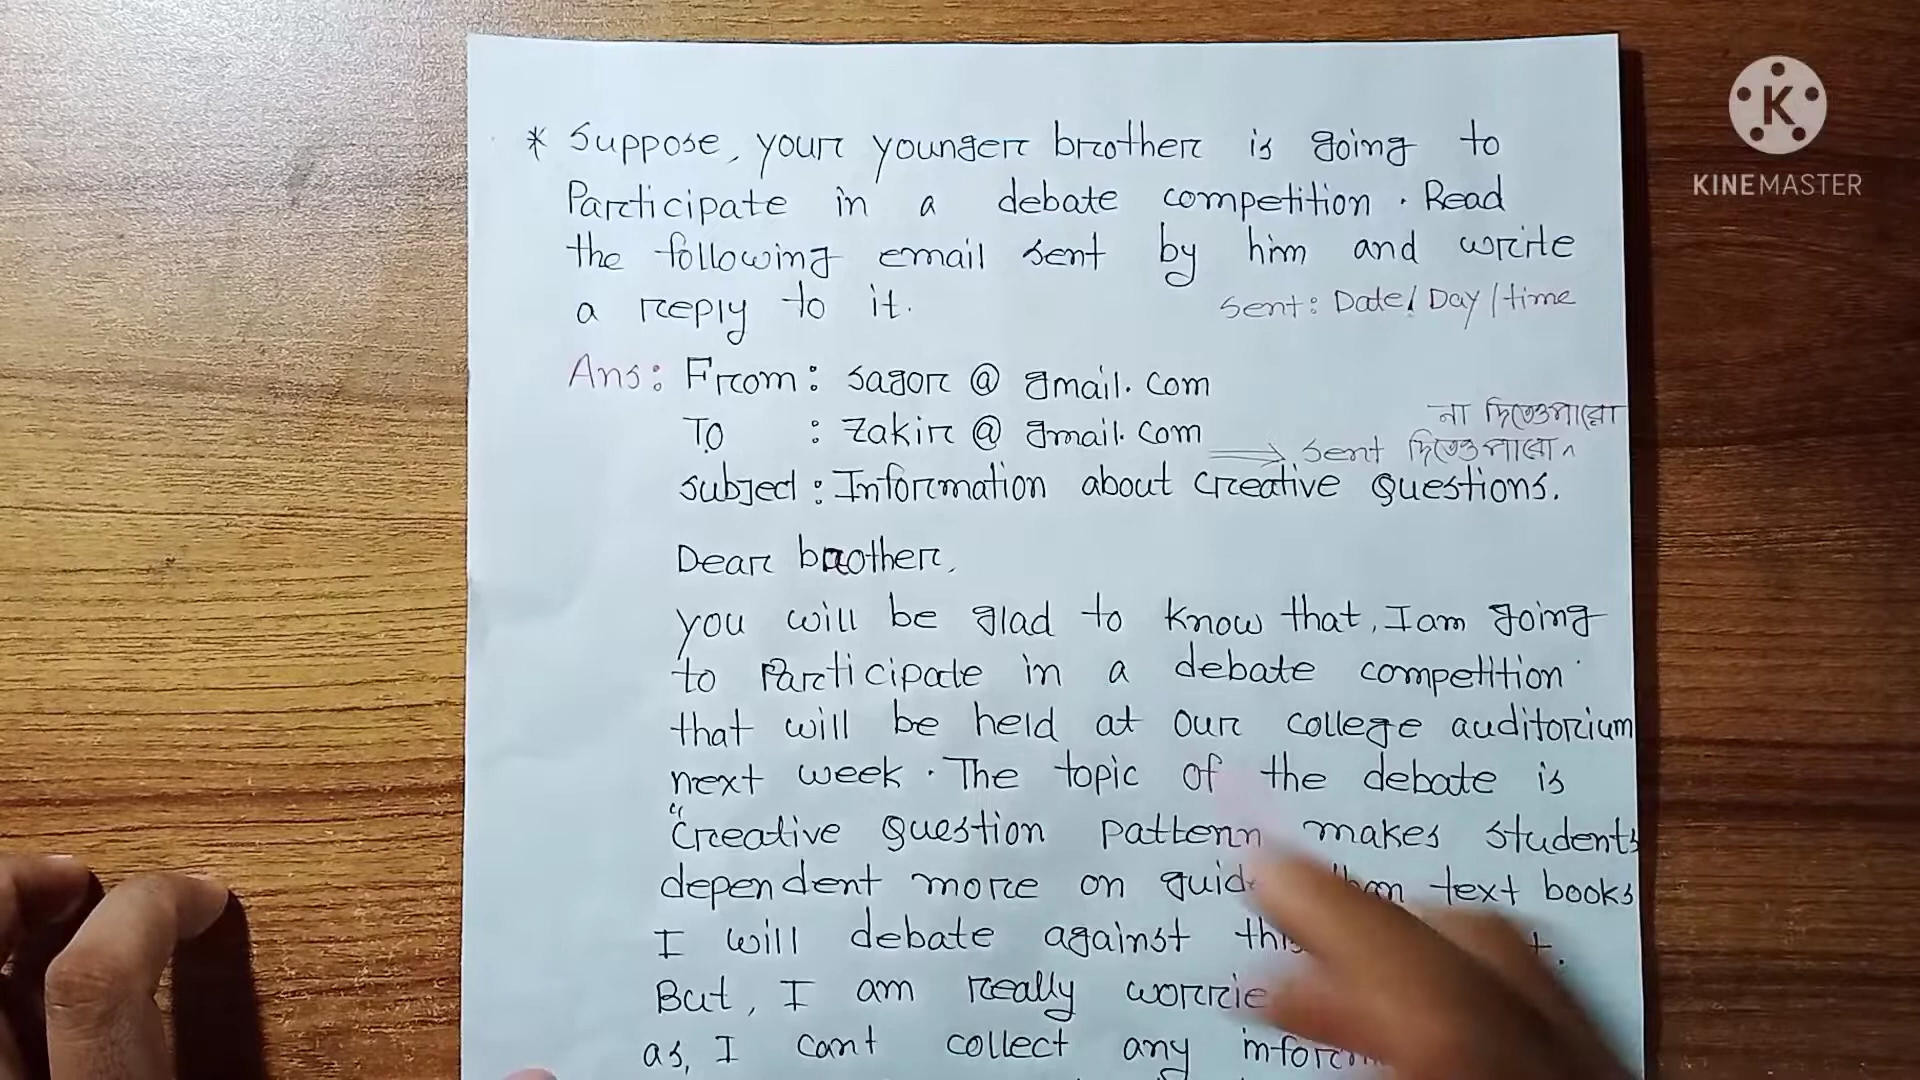 * Suppose, your younger brother is going to
Participate in a debate competition. Read
the following email sent by him and write
a reply to it.
Sent: Date/Day/time
Ans: From: sagor@gmail.com
না দিতেও পারো
To : Zakir@gmail.com
⇒ Sent দিতেও পারো^
Subject: Information about Creative Questions.
Dear brother,
you will be glad to know that, I am going
to Participate in a debate competition
that will be held at our college auditorium
next week. The topic of the debate is
"Creative Question pattern makes students
dependent more on than text books
I will debate against
But, I am really
as, I cant collect any
KINEMASTER